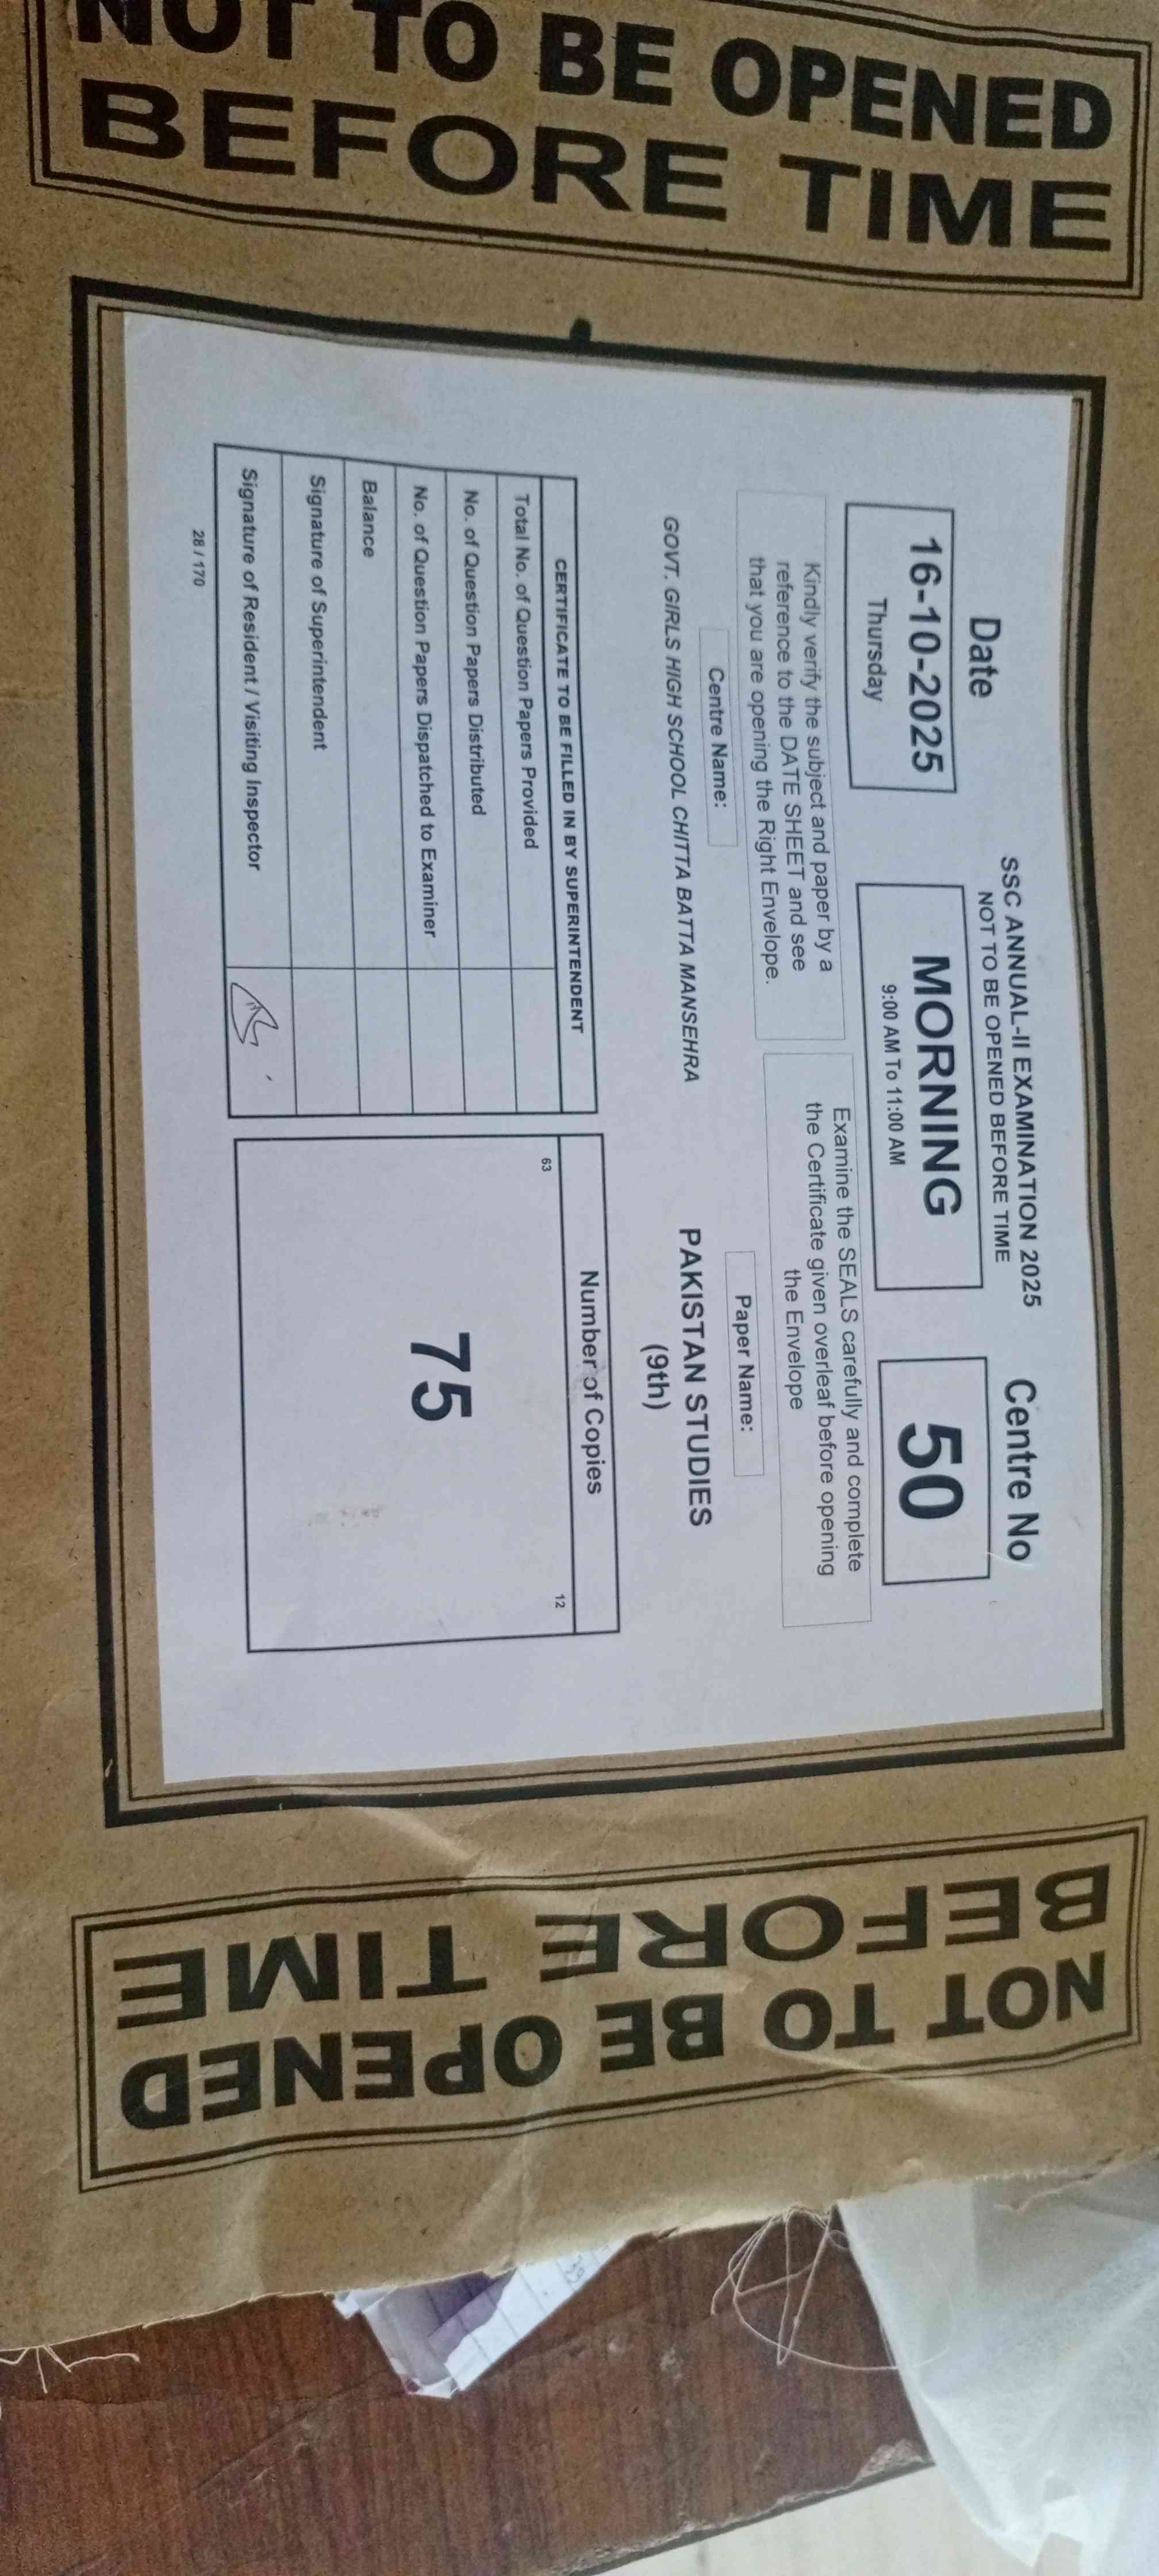 NOT TO BE OPENED
BEFORE TIME
SSC ANNUAL-II EXAMINATION 2025
NOT TO BE OPENED BEFORE TIME
Date
16-10-2025
Thursday
MORNING
9:00 AM To 11:00 AM
Centre No
50
Kindly verify the subject and paper by a
reference to the DATE SHEET and see
that you are opening the Right Envelope.
Examine the SEALS carefully and complete
the Certificate given overleaf before opening
the Envelope
Centre Name:
GOVT. GIRLS HIGH SCHOOL CHITTA BATTA MANSEHRA
Paper Name:
PAKISTAN STUDIES
(9th)
CERTIFICATE TO BE FILLED IN BY SUPERINTENDENT
Total No. of Question Papers Provided
No. of Question Papers Distributed
No. of Question Papers Dispatched to Examiner
Balance
Signature of Superintendent
Signature of Resident / Visiting Inspector
Number of Copies
63
12
75
28 / 170
NOT TO BE OPENED
BEFORE TIME